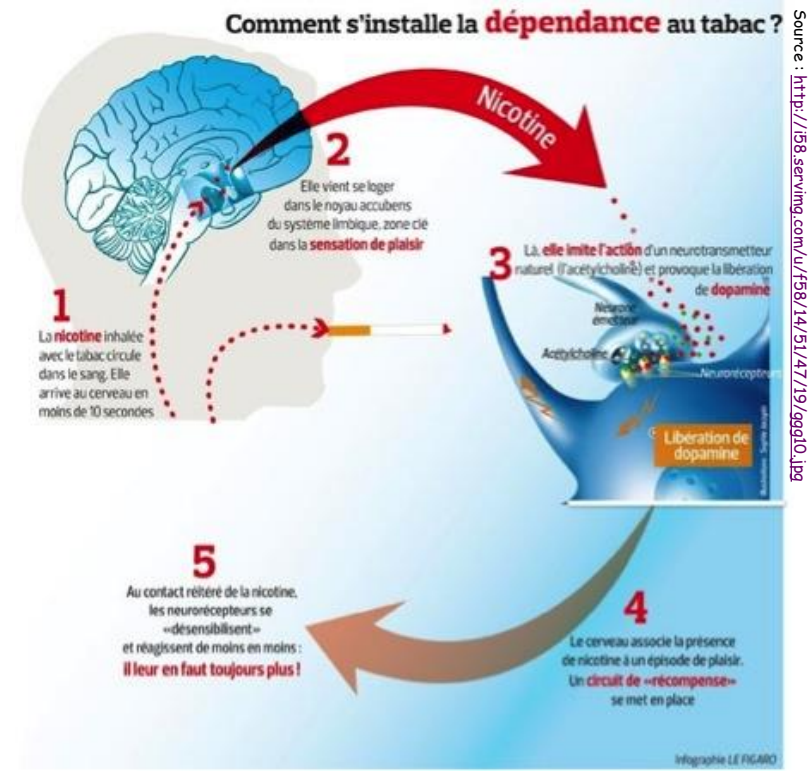 Comment s'installe la dépendance au tabac ?
Source : http://i58.servimg.com/u/f58/14/51/47/19/ggg10.jpg
Nicotine
1
La nicotine inhalée
avec le tabac circule
dans le sang. Elle
arrive au cerveau en
moins de 10 secondes
2
Elle vient se loger
dans le noyau accubens
du système limbique, zone clé
dans la sensation de plaisir
3
Là, elle imite l'action d'un neurotransmetteur
naturel (l'acétylcholine) et provoque la libération
de dopamine
Neurone
émetteur
Acétylcholine
Neurorécepteurs
Libération de
dopamine
4
Le cerveau associe la présence
de nicotine à un épisode de plaisir.
Un circuit de «récompense»
se met en place
5
Au contact réitéré de la nicotine,
les neurorécepteurs se
«désensibilisent»
et réagissent de moins en moins :
il leur en faut toujours plus !
Infographie LE FIGARO